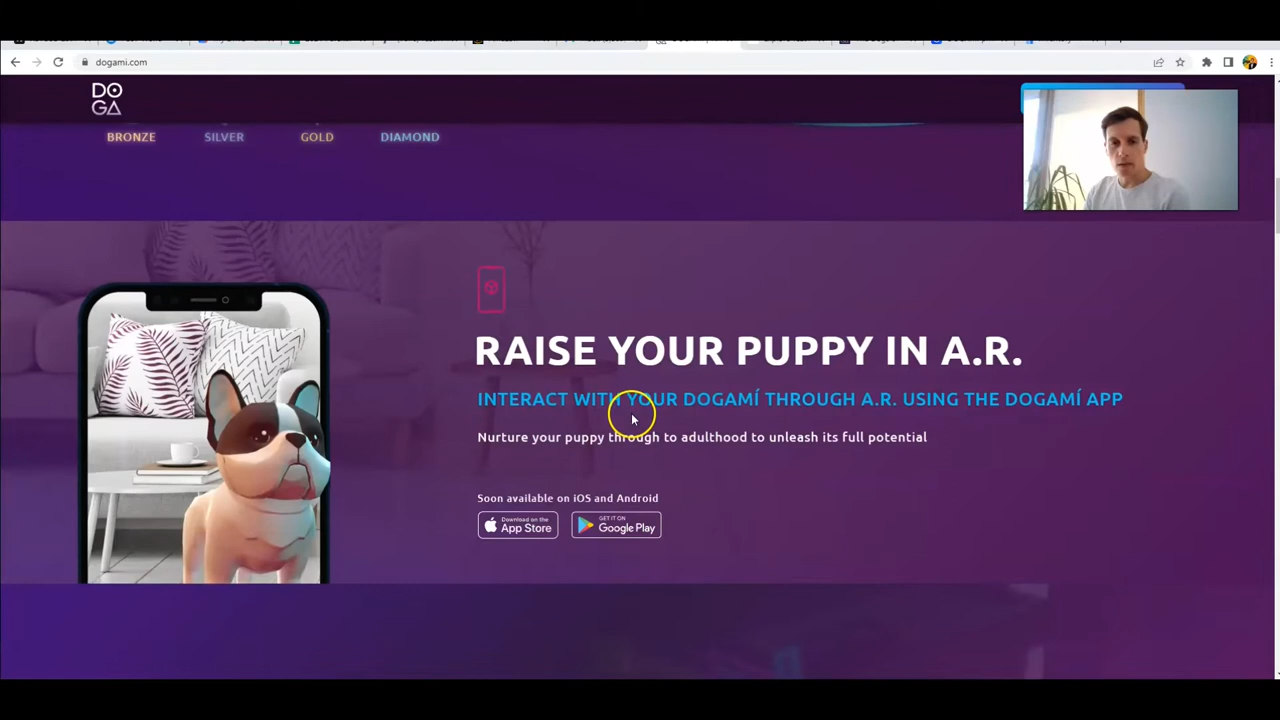 dogami.com
DO
GA
BRONZE
SILVER
GOLD
DIAMOND
RAISE YOUR PUPPY IN A.R.
INTERACT WITH YOUR DOGAMÍ THROUGH A.R. USING THE DOGAMÍ APP
Nurture your puppy through to adulthood to unleash its full potential
Soon available on iOS and Android
Download on the
App Store
GET IT ON
Google Play